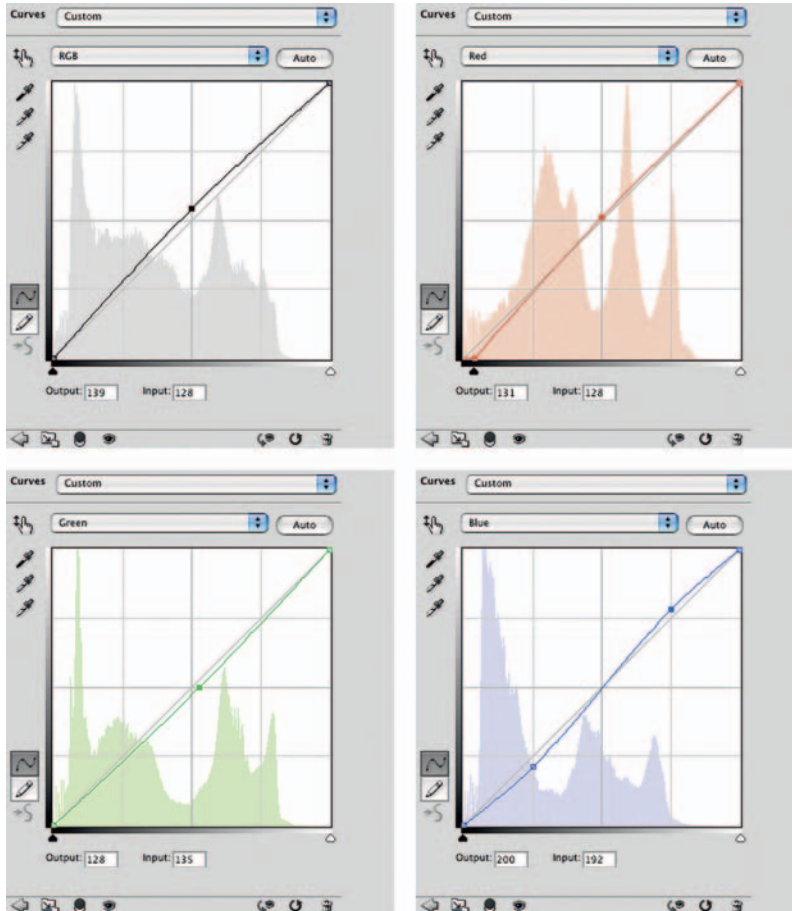 Curves Custom
RGB Auto
Output: 139 Input: 128
Curves Custom
Red Auto
Output: 131 Input: 128
Curves Custom
Green Auto
Output: 128 Input: 135
Curves Custom
Blue Auto
Output: 200 Input: 192